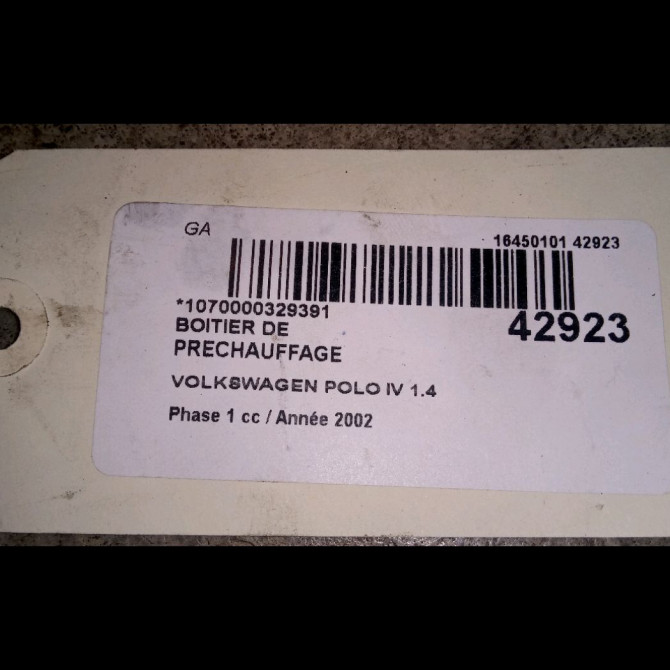 GA
16450101 42923
*1070000329391
42923
BOITIER DE
PRECHAUFFAGE
VOLKSWAGEN POLO IV 1.4
Phase 1 cc / Année 2002